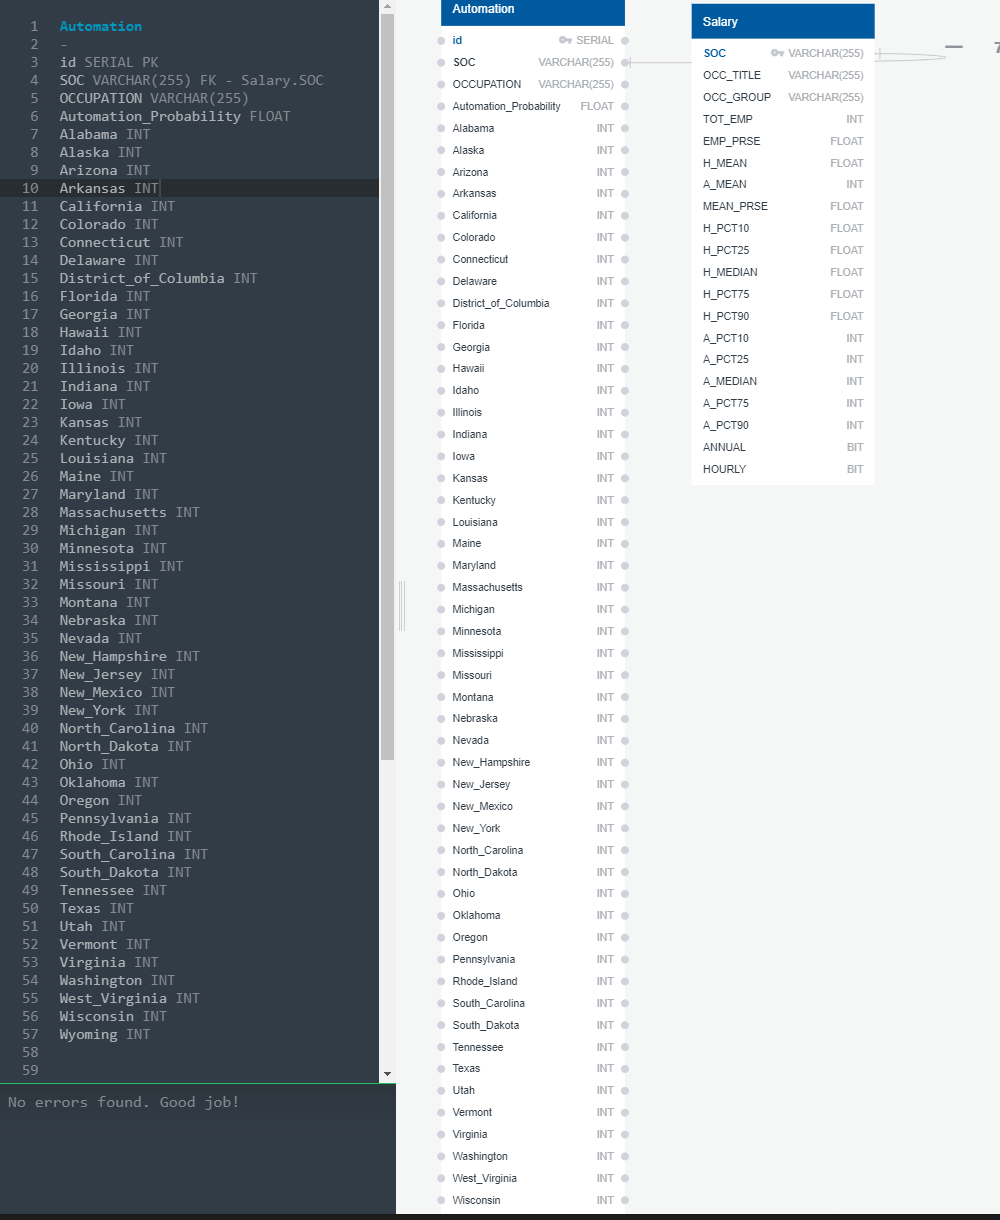 1 Automation
2 -
3 id SERIAL PK
4 SOC VARCHAR(255) FK - Salary.SOC
5 OCCUPATION VARCHAR(255)
6 Automation_Probability FLOAT
7 Alabama INT
8 Alaska INT
9 Arizona INT
10 Arkansas INT
11 California INT
12 Colorado INT
13 Connecticut INT
14 Delaware INT
15 District_of_Columbia INT
16 Florida INT
17 Georgia INT
18 Hawaii INT
19 Idaho INT
20 Illinois INT
21 Indiana INT
22 Iowa INT
23 Kansas INT
24 Kentucky INT
25 Louisiana INT
26 Maine INT
27 Maryland INT
28 Massachusetts INT
29 Michigan INT
30 Minnesota INT
31 Mississippi INT
32 Missouri INT
33 Montana INT
34 Nebraska INT
35 Nevada INT
36 New_Hampshire INT
37 New_Jersey INT
38 New_Mexico INT
39 New_York INT
40 North_Carolina INT
41 North_Dakota INT
42 Ohio INT
43 Oklahoma INT
44 Oregon INT
45 Pennsylvania INT
46 Rhode_Island INT
47 South_Carolina INT
48 South_Dakota INT
49 Tennessee INT
50 Texas INT
51 Utah INT
52 Vermont INT
53 Virginia INT
54 Washington INT
55 West_Virginia INT
56 Wisconsin INT
57 Wyoming INT
58
59
No errors found. Good job!
Automation
id SERIAL
SOC VARCHAR(255)
OCCUPATION VARCHAR(255)
Automation_Probability FLOAT
Alabama INT
Alaska INT
Arizona INT
Arkansas INT
California INT
Colorado INT
Connecticut INT
Delaware INT
District_of_Columbia INT
Florida INT
Georgia INT
Hawaii INT
Idaho INT
Illinois INT
Indiana INT
Iowa INT
Kansas INT
Kentucky INT
Louisiana INT
Maine INT
Maryland INT
Massachusetts INT
Michigan INT
Minnesota INT
Mississippi INT
Missouri INT
Montana INT
Nebraska INT
Nevada INT
New_Hampshire INT
New_Jersey INT
New_Mexico INT
New_York INT
North_Carolina INT
North_Dakota INT
Ohio INT
Oklahoma INT
Oregon INT
Pennsylvania INT
Rhode_Island INT
South_Carolina INT
South_Dakota INT
Tennessee INT
Texas INT
Utah INT
Vermont INT
Virginia INT
Washington INT
West_Virginia INT
Wisconsin INT
Salary
SOC VARCHAR(255)
OCC_TITLE VARCHAR(255)
OCC_GROUP VARCHAR(255)
TOT_EMP INT
EMP_PRSE FLOAT
H_MEAN FLOAT
A_MEAN INT
MEAN_PRSE FLOAT
H_PCT10 FLOAT
H_PCT25 FLOAT
H_MEDIAN FLOAT
H_PCT75 FLOAT
H_PCT90 FLOAT
A_PCT10 INT
A_PCT25 INT
A_MEDIAN INT
A_PCT75 INT
A_PCT90 INT
ANNUAL BIT
HOURLY BIT